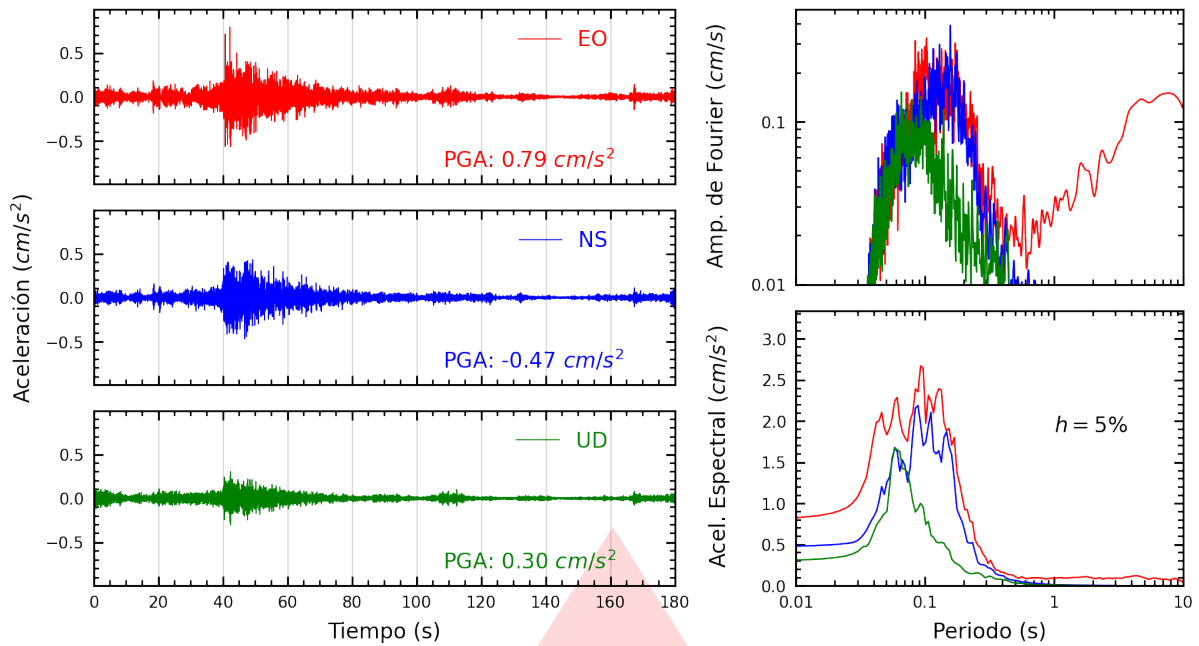 Aceleración (cm/s²)
0.5
0.0
−0.5
EO
PGA: 0.79 cm/s²
0.5
0.0
−0.5
NS
PGA: -0.47 cm/s²
0.5
0.0
−0.5
UD
PGA: 0.30 cm/s²
0 20 40 60 80 100 120 140 160 180
Tiempo (s)
Amp. de Fourier (cm/s)
0.1
0.01
Acel. Espectral (cm/s²)
3.0
2.5
2.0
1.5
1.0
0.5
0.0
h = 5%
0.01 0.1 1 10
Periodo (s)